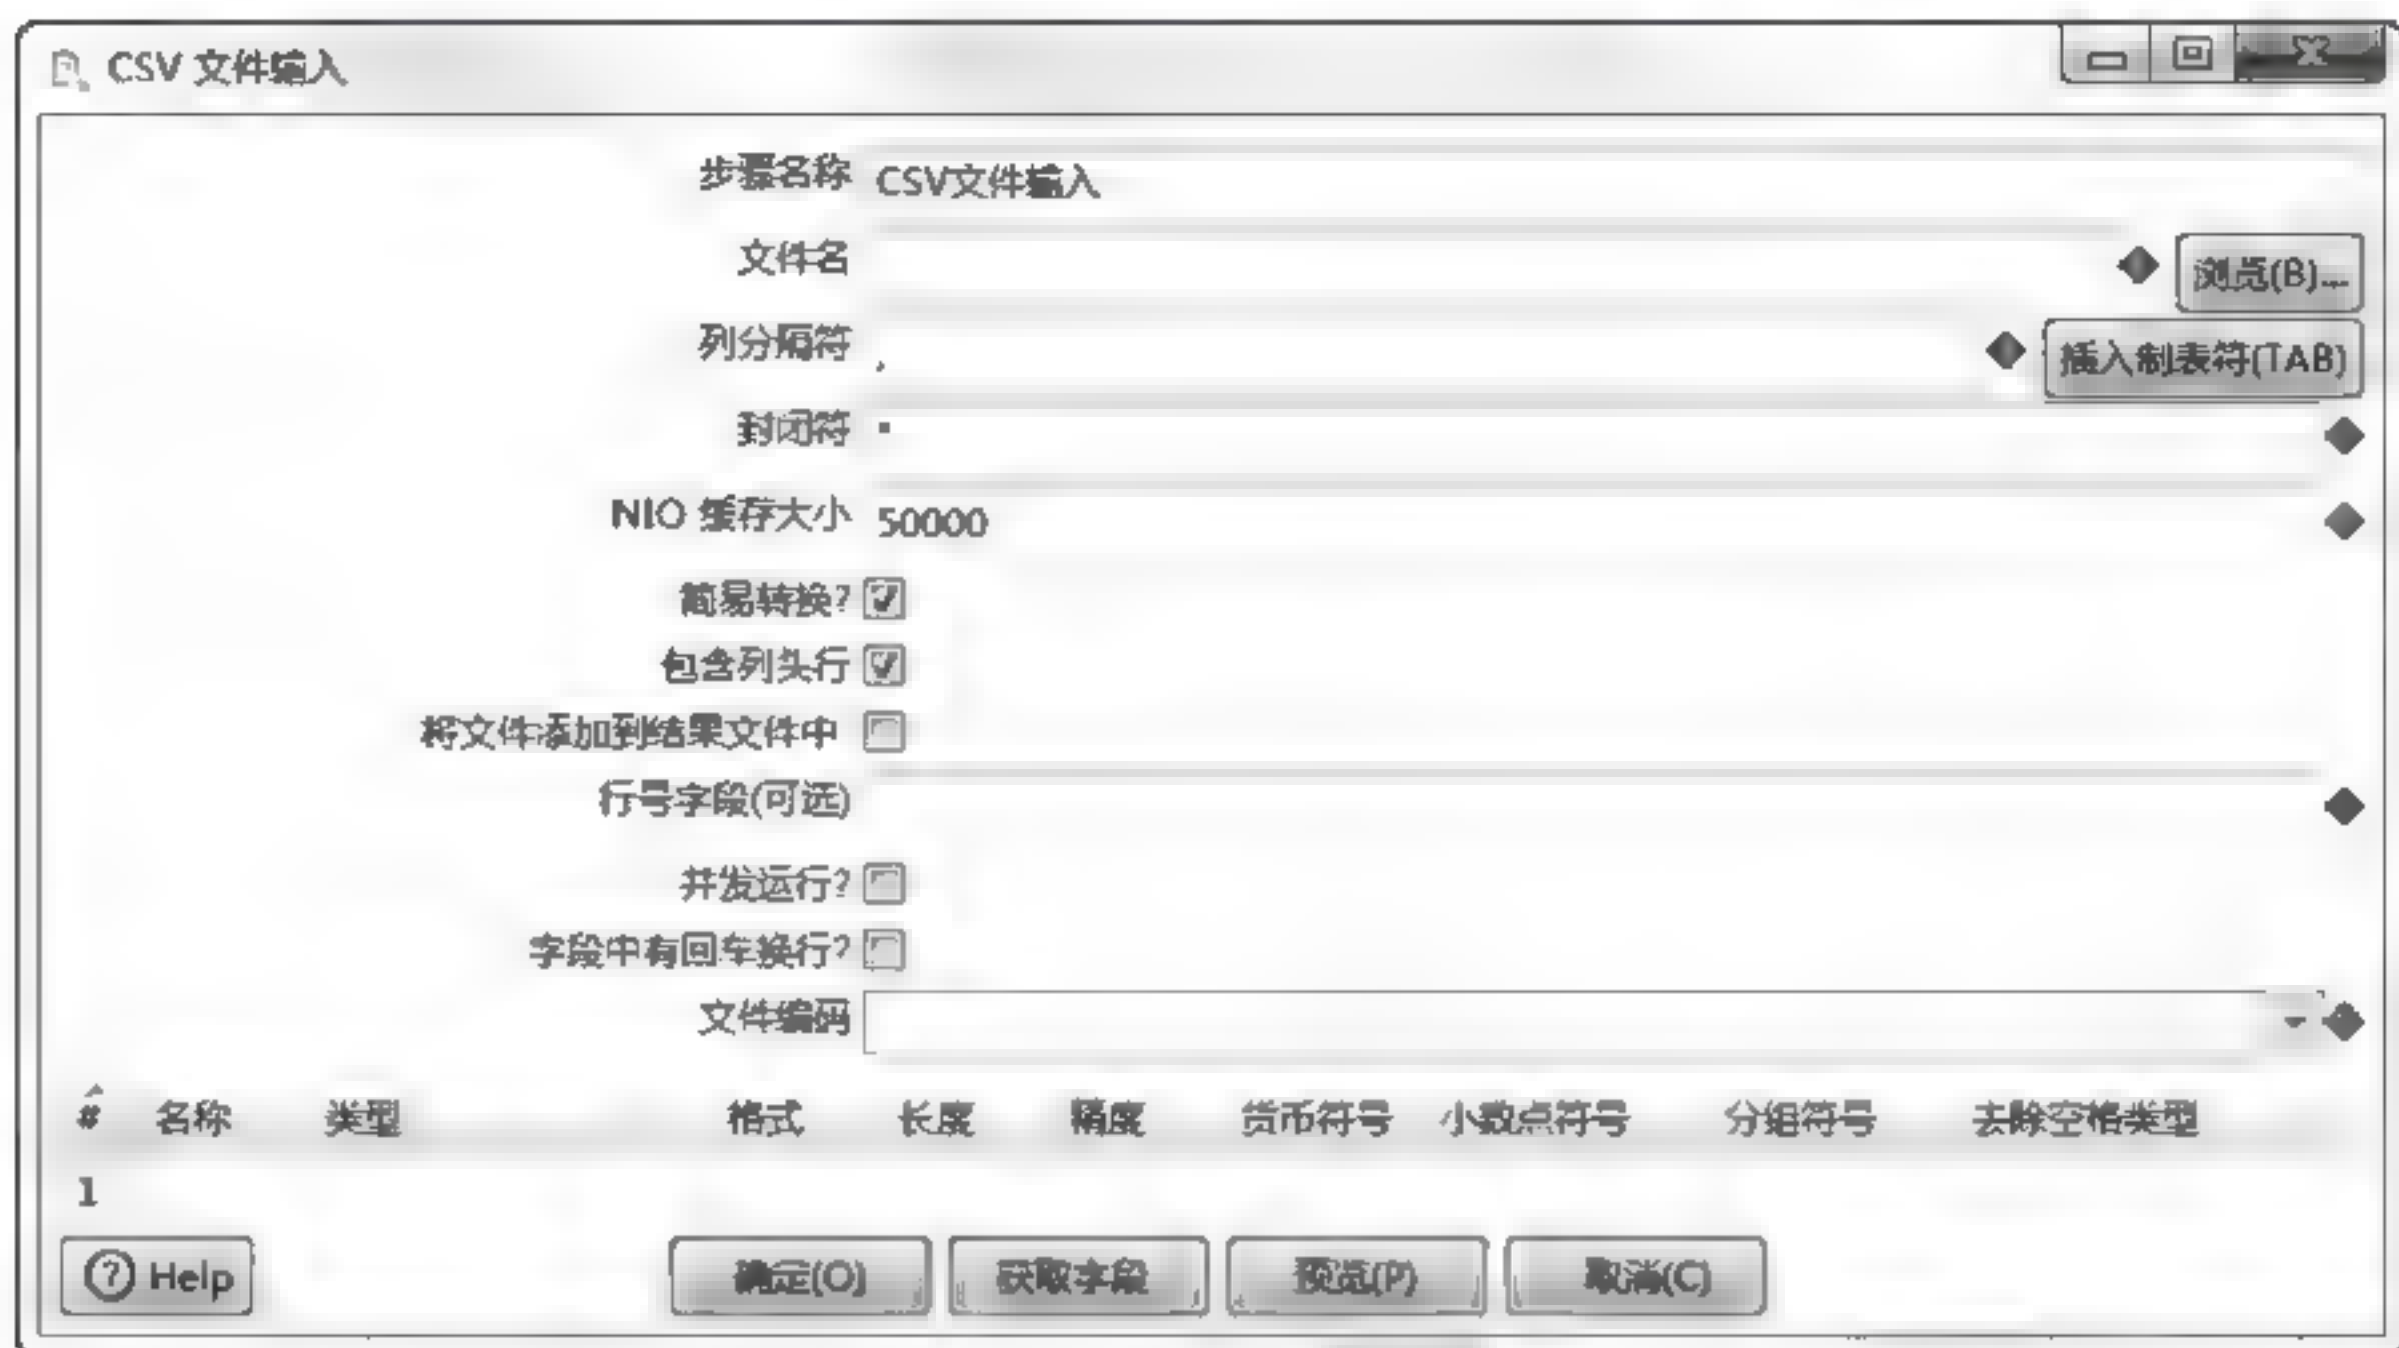 CSV 文件输入
步骤名称 CSV文件输入
文件名 浏览(B)...
列分隔符 , 插入制表符(TAB)
封闭符 "
NIO 缓存大小 50000
简易转换?
包含列头行
将文件添加到结果文件中
行号字段(可选)
并发运行?
字段中有回车换行?
文件编码
# 名称 类型 格式 长度 精度 货币符号 小数点符号 分组符号 去除空格类型
1
Help 确定(O) 获取字段 预览(P) 取消(C)